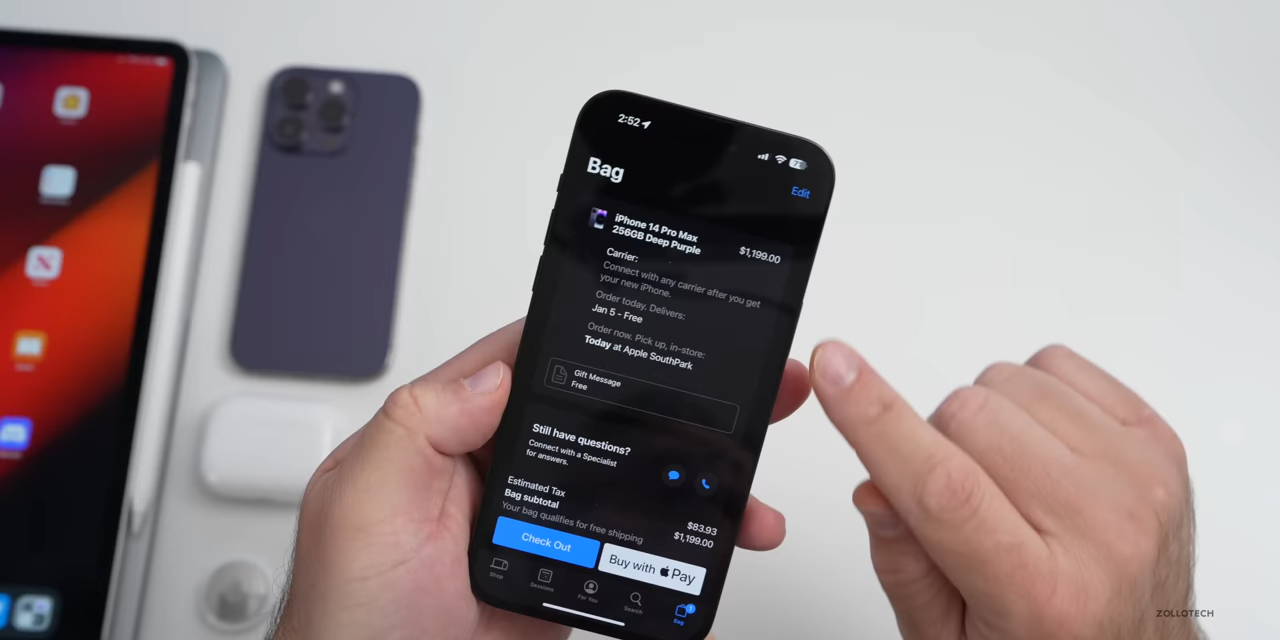 2:52
Bag
Edit
iPhone 14 Pro Max
256GB Deep Purple
$1,199.00
Carrier:
Connect with any carrier after you get
your new iPhone.
Order today. Delivers:
Jan 5 - Free
Order now. Pick up, in-store:
Today at Apple SouthPark
Gift Message
Free
Still have questions?
Connect with a Specialist
for answers.
Estimated Tax
$83.93
Bag subtotal
$1,199.00
Your bag qualifies for free shipping
Check Out
Buy with Pay
Shop
Sessions
For You
Search
Bag
1
ZOLLOTECH